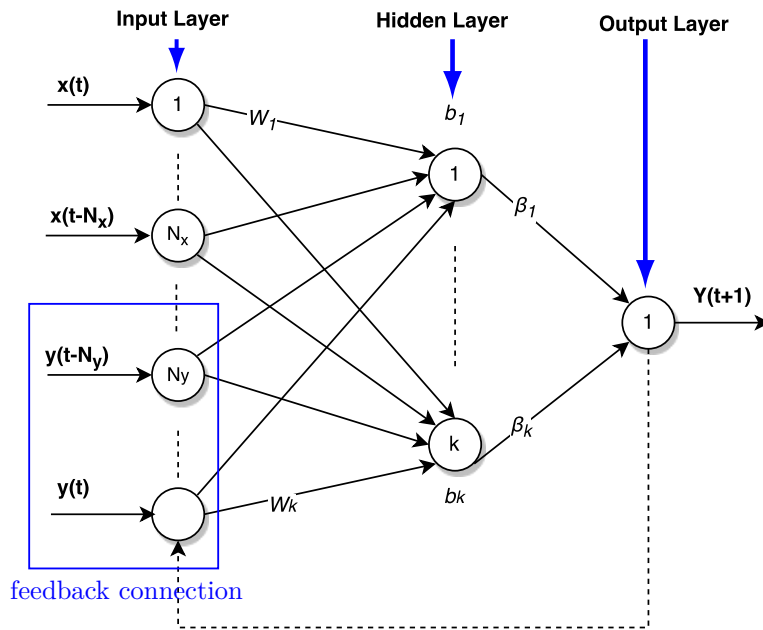 Input Layer
Hidden Layer
Output Layer
x(t)
1
W1
b1
1
x(t-Nx)
Nx
β1
Y(t+1)
1
y(t-Ny)
Ny
βk
k
y(t)
Wk
bk
feedback connection